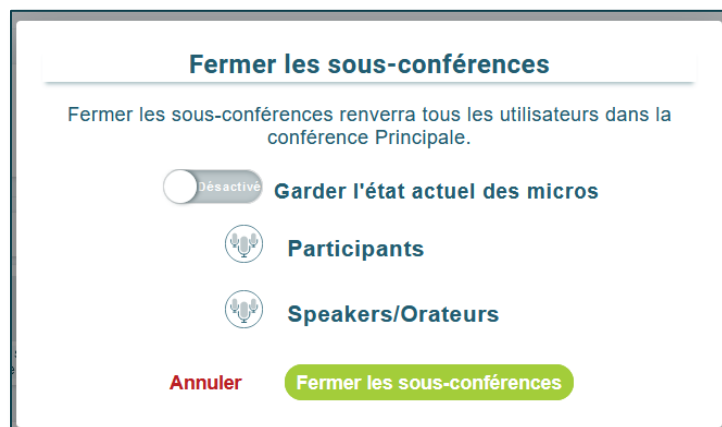 Fermer les sous-conférences
Fermer les sous-conférences renverra tous les utilisateurs dans la
conférence Principale.
Désactivé
Garder l'état actuel des micros
Participants
Speakers/Orateurs
Annuler
Fermer les sous-conférences